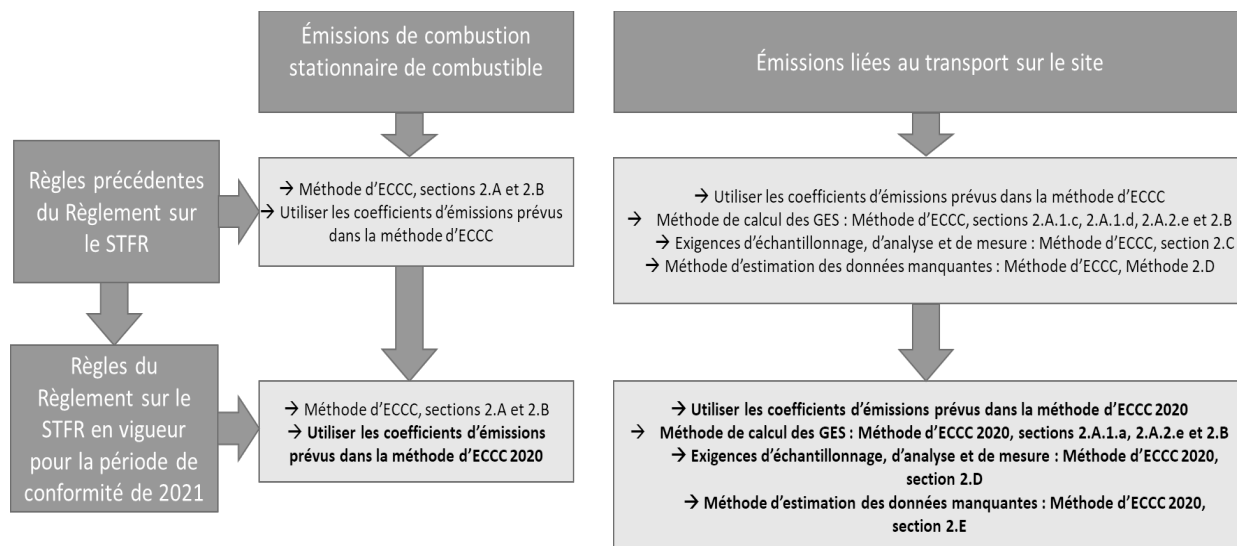 Émissions de combustion
stationnaire de combustible
Émissions liées au transport sur le site
Règles précédentes
du Règlement sur
le STFR
→ Méthode d'ECCC, sections 2.A et 2.B
→ Utiliser les coefficients d'émissions prévus
dans la méthode d'ECCC
→ Utiliser les coefficients d'émissions prévus dans la méthode d'ECCC
→ Méthode de calcul des GES : Méthode d'ECCC, sections 2.A.1.c, 2.A.1.d, 2.A.2.e et 2.B
→ Exigences d'échantillonnage, d'analyse et de mesure : Méthode d'ECCC, section 2.C
→ Méthode d'estimation des données manquantes : Méthode d'ECCC, Méthode 2.D
Règles du
Règlement sur le
STFR en vigueur
pour la période de
conformité de 2021
→ Méthode d'ECCC, sections 2.A et 2.B
→ Utiliser les coefficients d'émissions
prévus dans la méthode d'ECCC 2020
→ Utiliser les coefficients d'émissions prévus dans la méthode d'ECCC 2020
→ Méthode de calcul des GES : Méthode d'ECCC 2020, sections 2.A.1.a, 2.A.2.e et 2.B
→ Exigences d'échantillonnage, d'analyse et de mesure : Méthode d'ECCC 2020,
section 2.D
→ Méthode d'estimation des données manquantes : Méthode d'ECCC 2020,
section 2.E